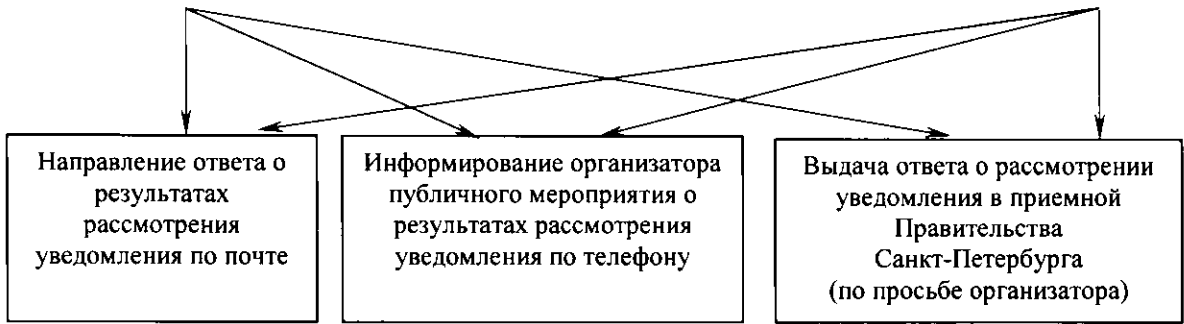 Направление ответа о
результатах
рассмотрения
уведомления по почте
Информирование организатора
публичного мероприятия о
результатах рассмотрения
уведомления по телефону
Выдача ответа о рассмотрении
уведомления в приемной
Правительства
Санкт-Петербурга
(по просьбе организатора)